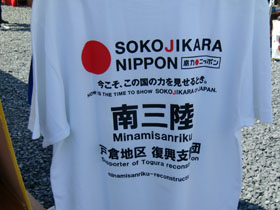 SOKOJIKARA
NIPPON 底力ニッポン
今こそ、この国の力を見せるとき。
NOW IS THE TIME TO SHOW SOKOJIKARA OF JAPAN.
南三陸
Minamisanriku
戸倉地区 復興支団
Supporter of Togura reconst
minamisanriku-reconstructi